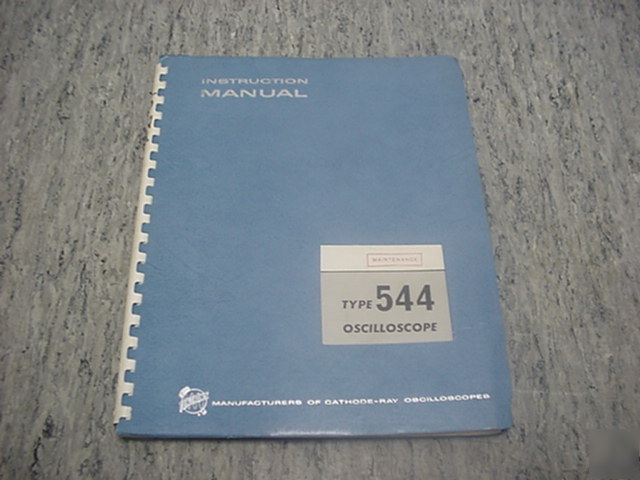 INSTRUCTION
MANUAL
MAINTENANCE
TYPE 544
OSCILLOSCOPE
MANUFACTURERS OF CATHODE-RAY OSCILLOSCOPES